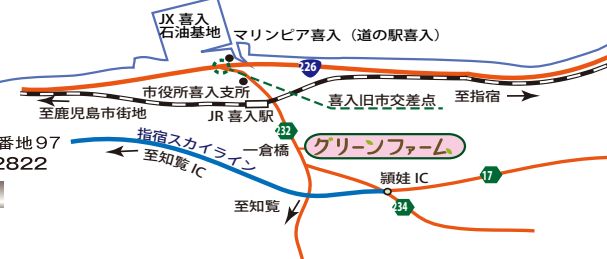 JX 喜入
石油基地
マリンピア喜入（道の駅喜入）
226
市役所喜入支所
喜入旧市交差点
至指宿
至鹿児島市街地
JR 喜入駅
232
番地97
指宿スカイライン
一倉橋
グリーンファーム
2822
至知覧 IC
頴娃 IC
17
至知覧
234